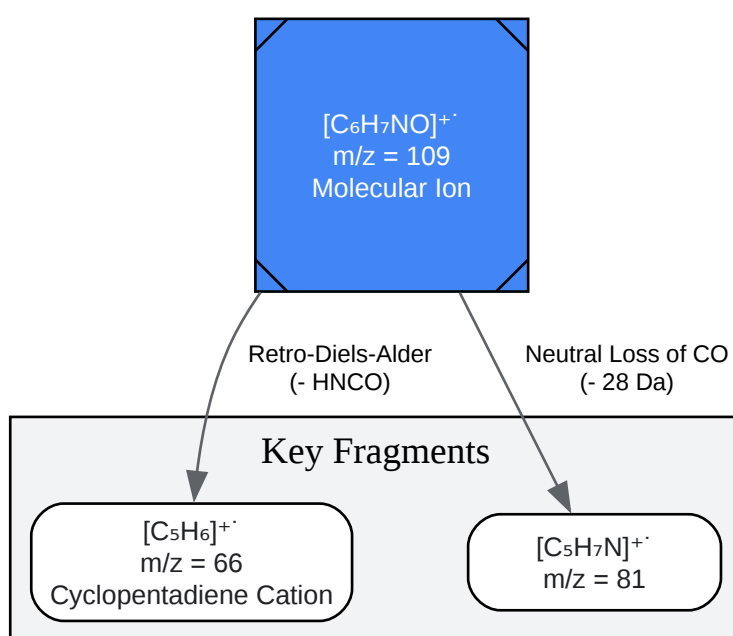 [C₆H₇NO]⁺˙
m/z = 109
Molecular Ion
Retro-Diels-Alder
(- HNCO)
Neutral Loss of CO
(- 28 Da)
Key Fragments
[C₅H₆]⁺˙
m/z = 66
Cyclopentadiene Cation
[C₅H₇N]⁺˙
m/z = 81